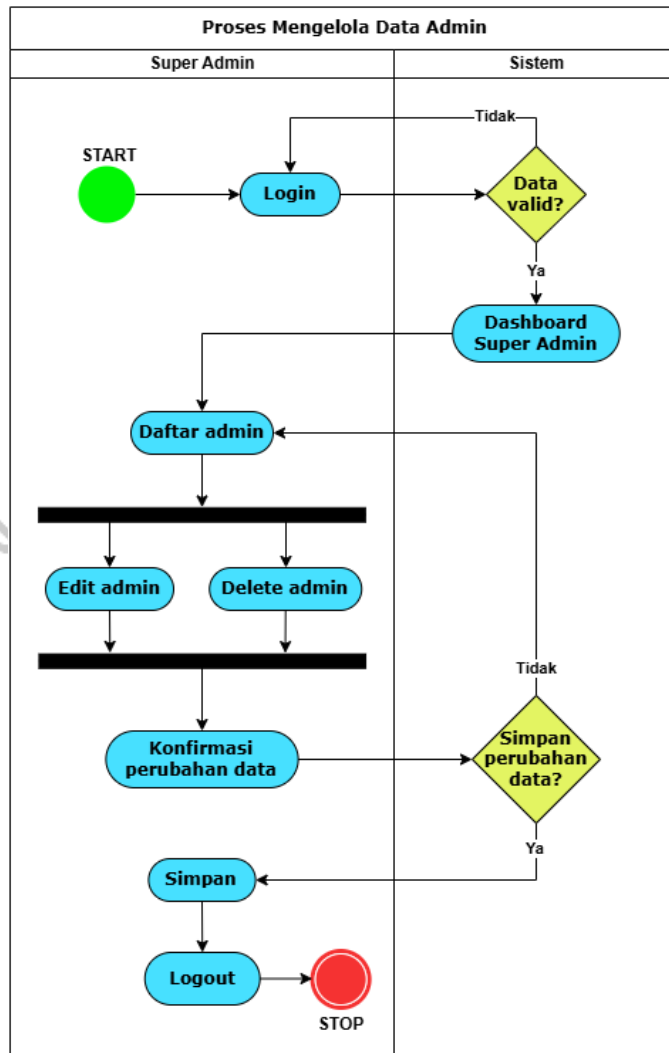 Proses Mengelola Data Admin
Super Admin
Sistem
Tidak
START
Login
Data
valid?
Ya
Dashboard
Super Admin
Daftar admin
Edit admin
Delete admin
Tidak
Konfirmasi
perubahan data
Simpan
perubahan
data?
Ya
Simpan
Logout
STOP